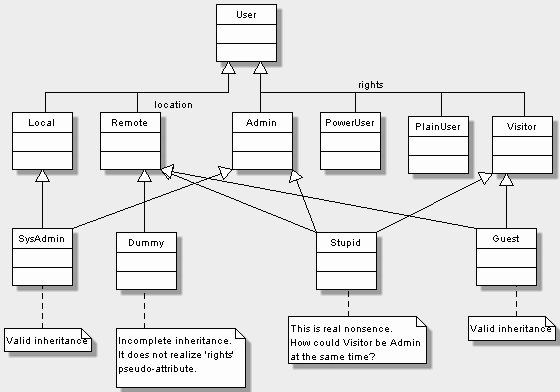 User
rights
location
Local
Remote
Admin
PowerUser
PlainUser
Visitor
SysAdmin
Dummy
Stupid
Guest
Valid inheritance
Incomplete inheritance.
It does not realize 'rights'
pseudo-attribute.
This is real nonsence.
How could Visitor be Admin
at the same time?
Valid inheritance